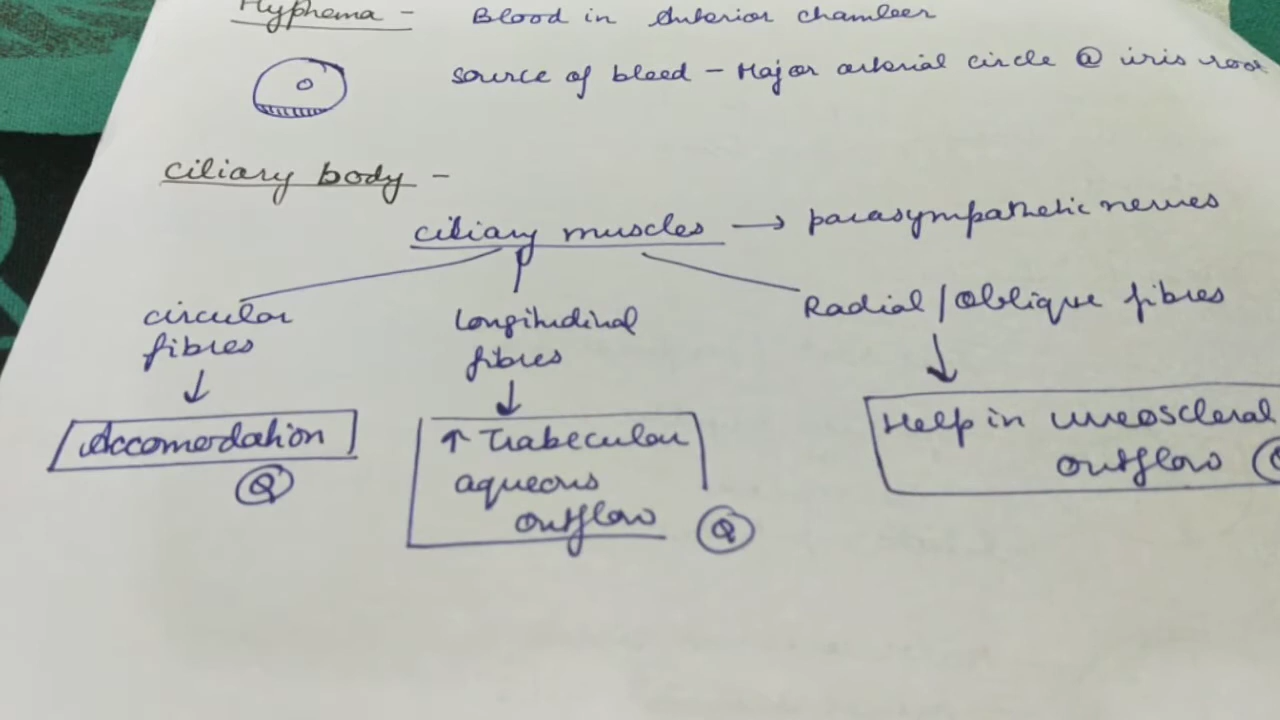 Hyphema - Blood in Anterior chamber
source of bleed - Major arterial circle @ iris root
ciliary body -
ciliary muscles → parasympathetic nerves
circular
fibres
↓
Accomodation
Q
Longitudinal
fibres
↓
↑ Trabecular
aqueous
outflow
Q
Radial/Oblique fibres
↓
Help in uveoscleral
outflow